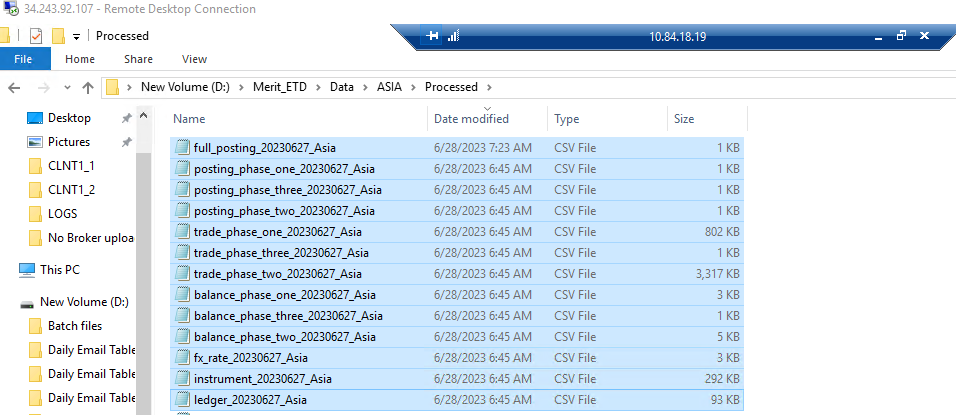 34.243.92.107 - Remote Desktop Connection
Processed
10.84.18.19
File Home Share View
New Volume (D:) Merit_ETD Data ASIA Processed
Desktop
Pictures
CLNT1_1
CLNT1_2
LOGS
No Broker uploa
This PC
New Volume (D:)
Batch files
Daily Email Table
Daily Email Table
Daily Email Table
Daily Email Table
Name Date modified Type Size
full_posting_20230627_Asia 6/28/2023 7:23 AM CSV File 1 KB
posting_phase_one_20230627_Asia 6/28/2023 6:45 AM CSV File 1 KB
posting_phase_three_20230627_Asia 6/28/2023 6:45 AM CSV File 1 KB
posting_phase_two_20230627_Asia 6/28/2023 6:45 AM CSV File 1 KB
trade_phase_one_20230627_Asia 6/28/2023 6:45 AM CSV File 802 KB
trade_phase_three_20230627_Asia 6/28/2023 6:45 AM CSV File 1 KB
trade_phase_two_20230627_Asia 6/28/2023 6:45 AM CSV File 3,317 KB
balance_phase_one_20230627_Asia 6/28/2023 6:45 AM CSV File 3 KB
balance_phase_three_20230627_Asia 6/28/2023 6:45 AM CSV File 1 KB
balance_phase_two_20230627_Asia 6/28/2023 6:45 AM CSV File 5 KB
fx_rate_20230627_Asia 6/28/2023 6:45 AM CSV File 3 KB
instrument_20230627_Asia 6/28/2023 6:45 AM CSV File 292 KB
ledger_20230627_Asia 6/28/2023 6:45 AM CSV File 93 KB